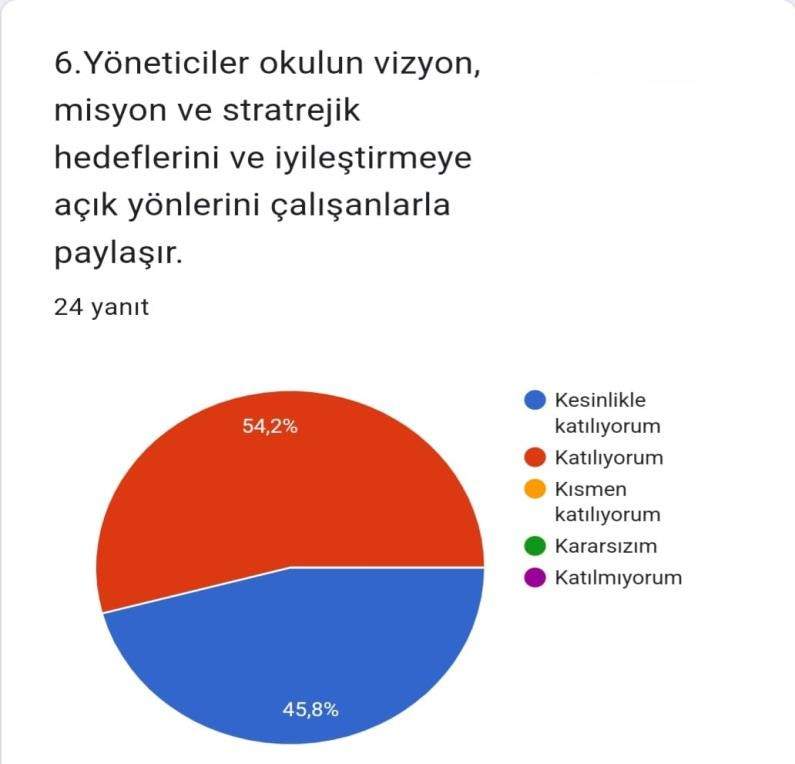 6.Yöneticiler okulun vizyon,
misyon ve stratrejik
hedeflerini ve iyileştirmeye
açık yönlerini çalışanlarla
paylaşır.
24 yanıt
54,2%
45,8%
Kesinlikle
katılıyorum
Katılıyorum
Kısmen
katılıyorum
Kararsızım
Katılmıyorum